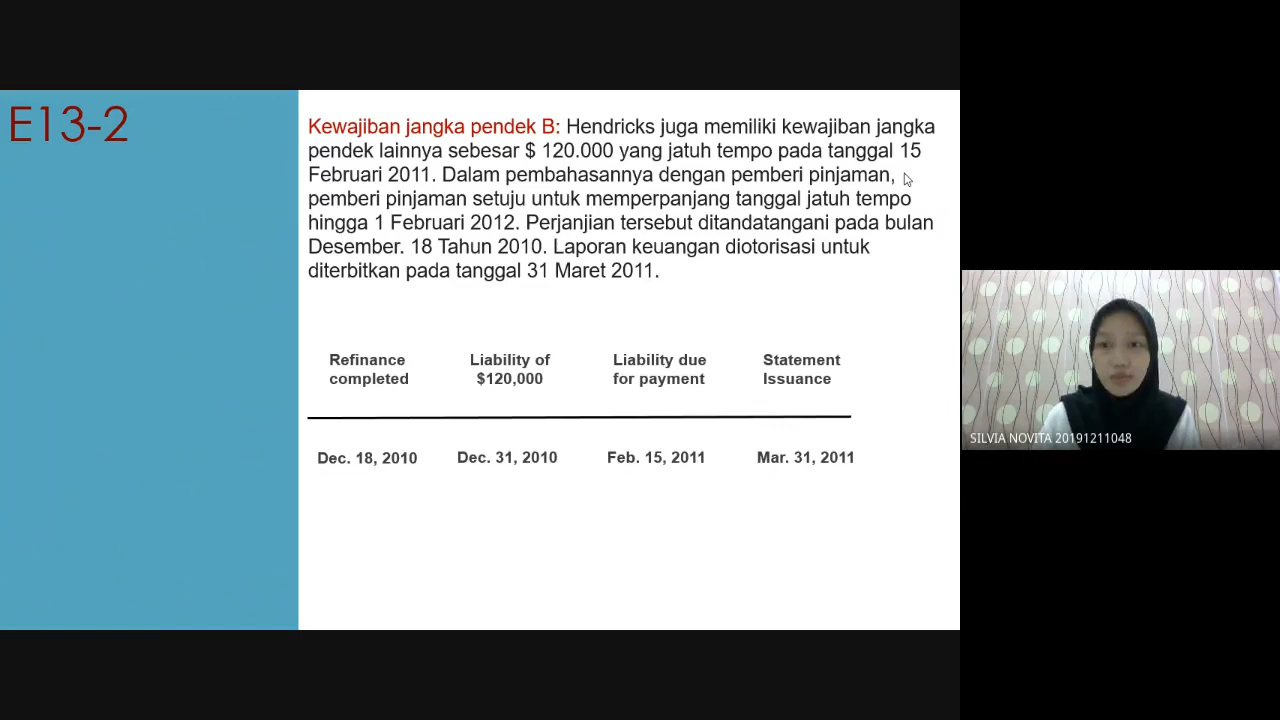 E13-2
Kewajiban jangka pendek B: Hendricks juga memiliki kewajiban jangka
pendek lainnya sebesar $ 120.000 yang jatuh tempo pada tanggal 15
Februari 2011. Dalam pembahasannya dengan pemberi pinjaman,
pemberi pinjaman setuju untuk memperpanjang tanggal jatuh tempo
hingga 1 Februari 2012. Perjanjian tersebut ditandatangani pada bulan
Desember. 18 Tahun 2010. Laporan keuangan diotorisasi untuk
diterbitkan pada tanggal 31 Maret 2011.
Refinance completed
Liability of $120,000
Liability due for payment
Statement Issuance
Dec. 18, 2010
Dec. 31, 2010
Feb. 15, 2011
Mar. 31, 2011
SILVIA NOVITA 20191211048